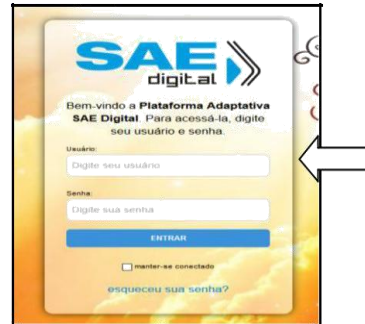 SAE
digital
Bem-vindo a Plataforma Adaptativa
SAE Digital. Para acessá-la, digite
seu usuário e senha.
Usuário:
Digite seu usuário
Senha:
Digite sua senha
ENTRAR
manter-se conectado
esqueceu sua senha?